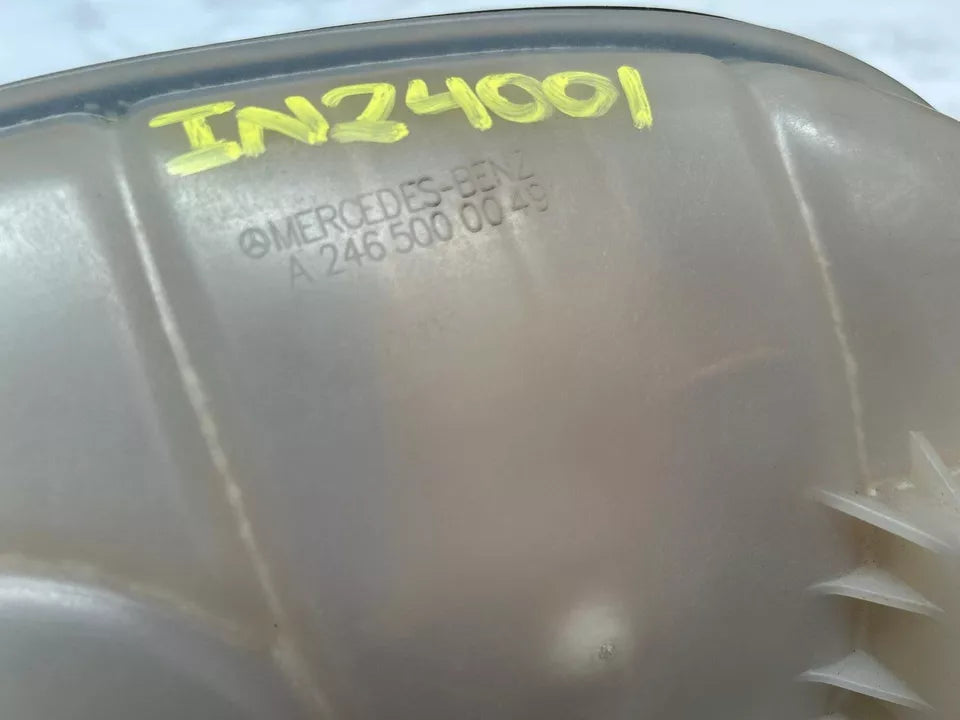 IN24001
MERCEDES-BENZ
A 246 500 00 49